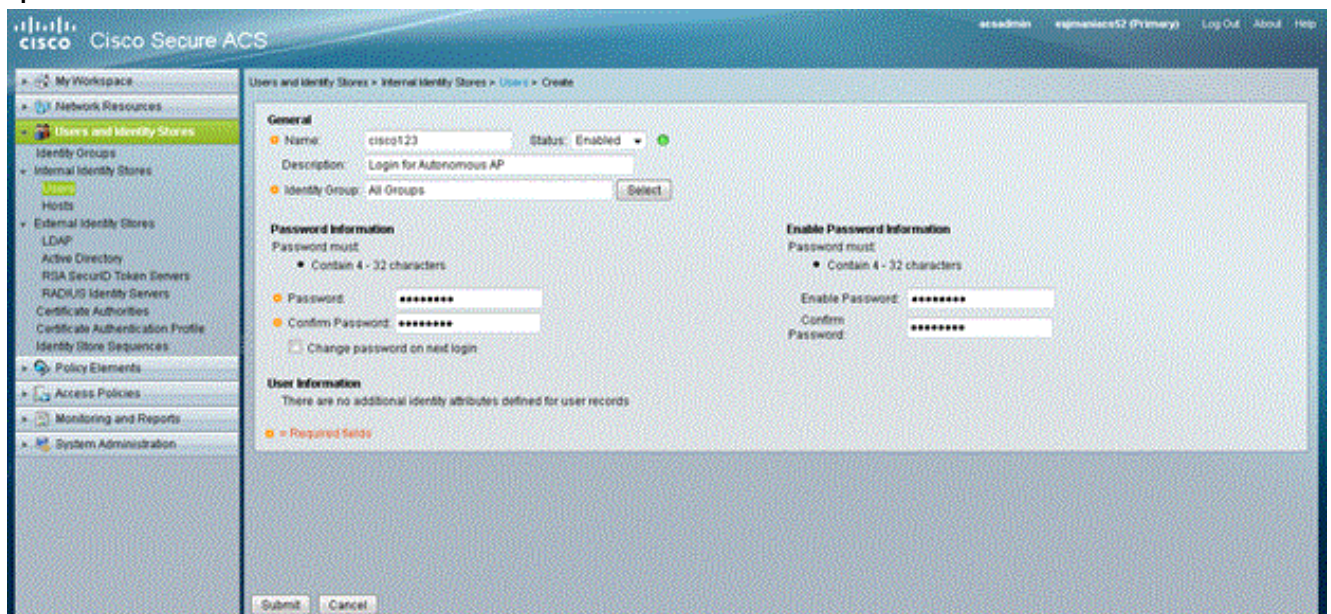 cisco Cisco Secure ACS
acsadmin (Primary) Log Out About Help
My Workspace
Network Resources
Users and Identity Stores
Identity Groups
Internal Identity Stores
Users
Hosts
External Identity Stores
LDAP
Active Directory
RSA SecurID Token Servers
RADIUS Identity Servers
Certificate Authorities
Certificate Authentication Profile
Identity Store Sequences
Policy Elements
Access Policies
Monitoring and Reports
System Administration
Users and Identity Stores > Internal Identity Stores > Users > Create
General
Name: cisco123 Status: Enabled
Description: Login for Autonomous AP
Identity Group: All Groups Select
Password Information
Password must:
• Contain 4 - 32 characters
Password: ••••••••
Confirm Password: ••••••••
Change password on next login
Enable Password Information
Password must:
• Contain 4 - 32 characters
Enable Password: ••••••••
Confirm
Password: ••••••••
User Information
There are no additional identity attributes defined for user records
= Required fields
Submit Cancel